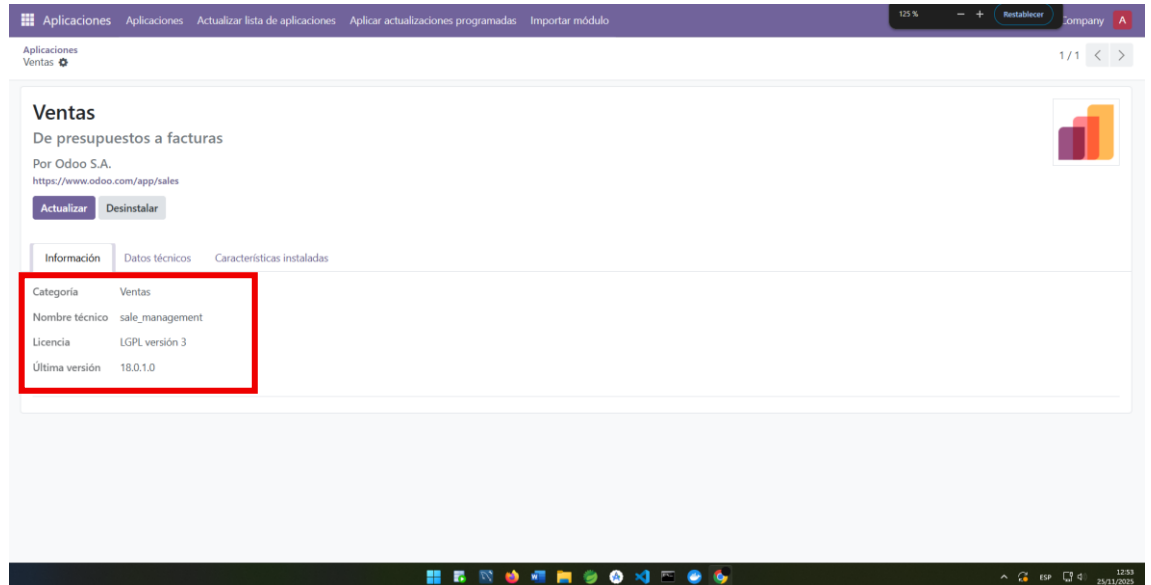 Aplicaciones Aplicaciones Actualizar lista de aplicaciones Aplicar actualizaciones programadas Importar módulo 125 % − + Restablecer Company A
Aplicaciones
Ventas
1 / 1
Ventas
De presupuestos a facturas
Por Odoo S.A.
https://www.odoo.com/app/sales
Actualizar Desinstalar
Información Datos técnicos Características instaladas
Categoría Ventas
Nombre técnico sale_management
Licencia LGPL versión 3
Última versión 18.0.1.0
ESP 12:53
25/11/2025